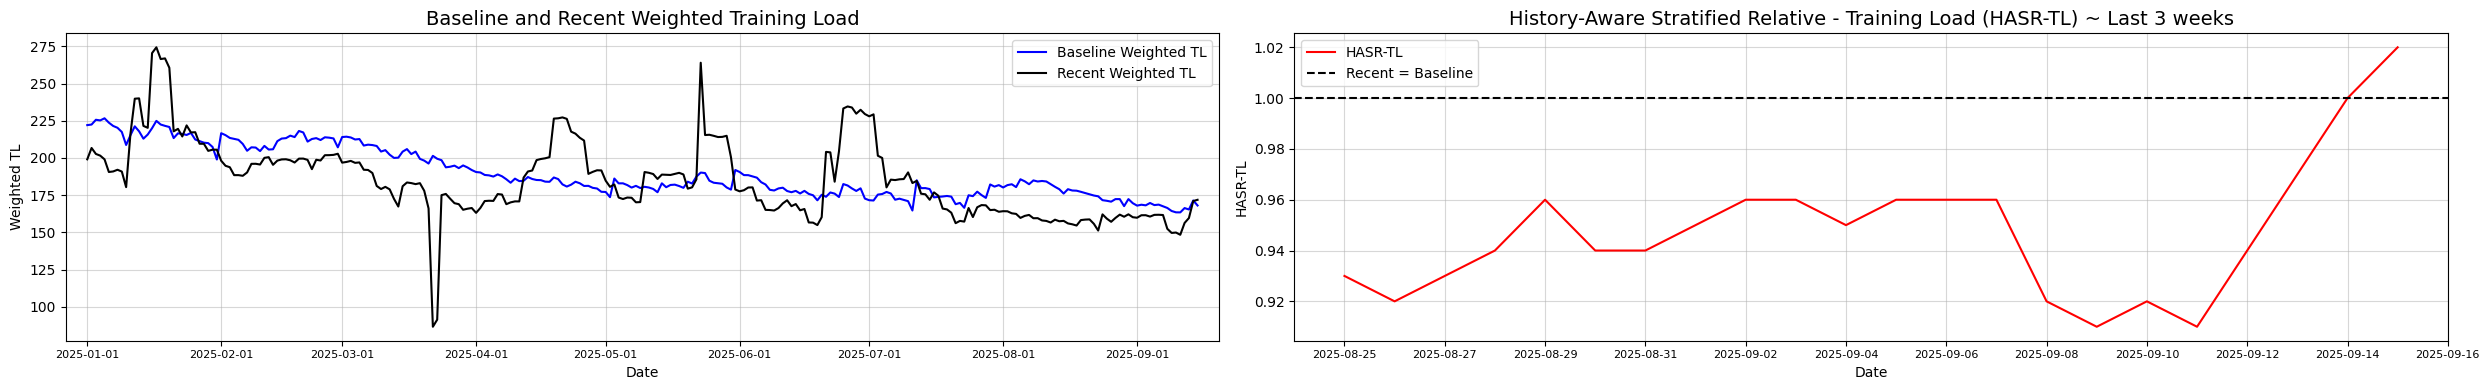 Baseline and Recent Weighted Training Load
Weighted TL
275
250
225
200
175
150
125
100
Baseline Weighted TL
Recent Weighted TL
2025-01-01 2025-02-01 2025-03-01 2025-04-01 2025-05-01 2025-06-01 2025-07-01 2025-08-01 2025-09-01
Date
History-Aware Stratified Relative - Training Load (HASR-TL) ~ Last 3 weeks
HASR-TL
1.02
1.00
0.98
0.96
0.94
0.92
HASR-TL
Recent = Baseline
2025-08-25 2025-08-27 2025-08-29 2025-08-31 2025-09-02 2025-09-04 2025-09-06 2025-09-08 2025-09-10 2025-09-12 2025-09-14 2025-09-16
Date